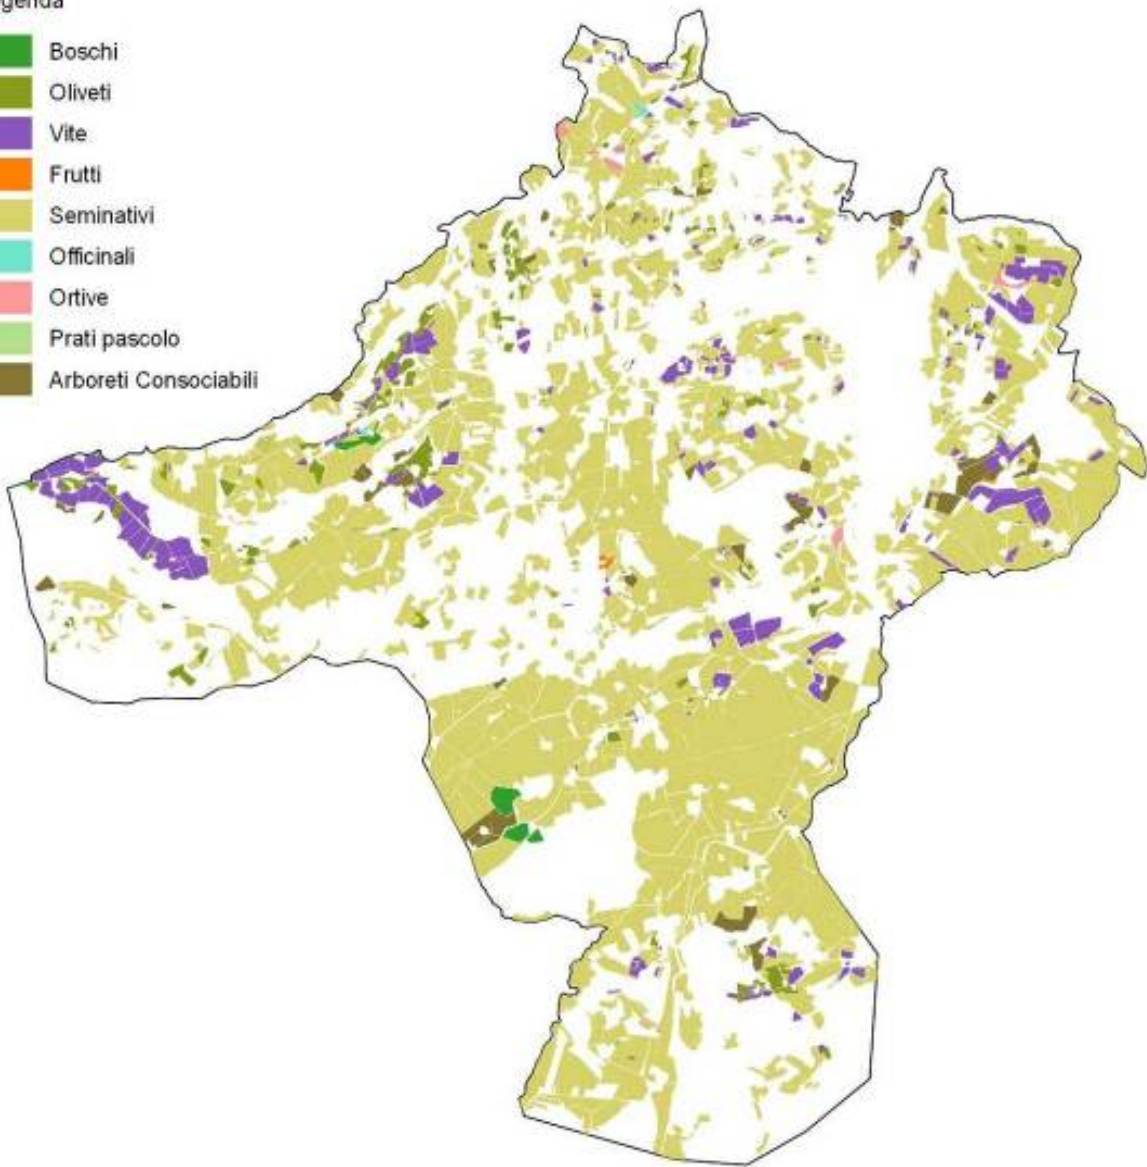 Boschi
Oliveti
Vite
Frutti
Seminativi
Officinali
Ortive
Prati pascolo
Arboreti Consociabili